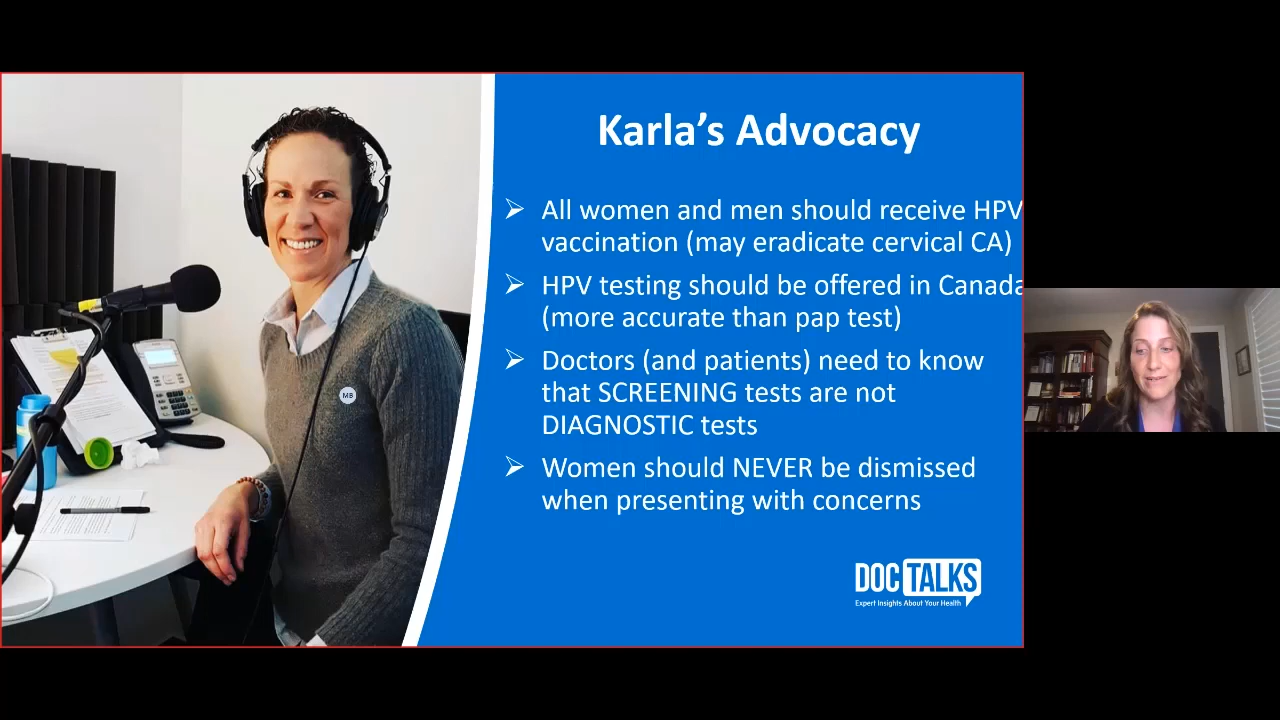 Karla's Advocacy
➢ All women and men should receive HPV
vaccination (may eradicate cervical CA)
➢ HPV testing should be offered in Canada
(more accurate than pap test)
➢ Doctors (and patients) need to know
that SCREENING tests are not
DIAGNOSTIC tests
➢ Women should NEVER be dismissed
when presenting with concerns
MB
DOC TALKS
Expert Insights About Your Health